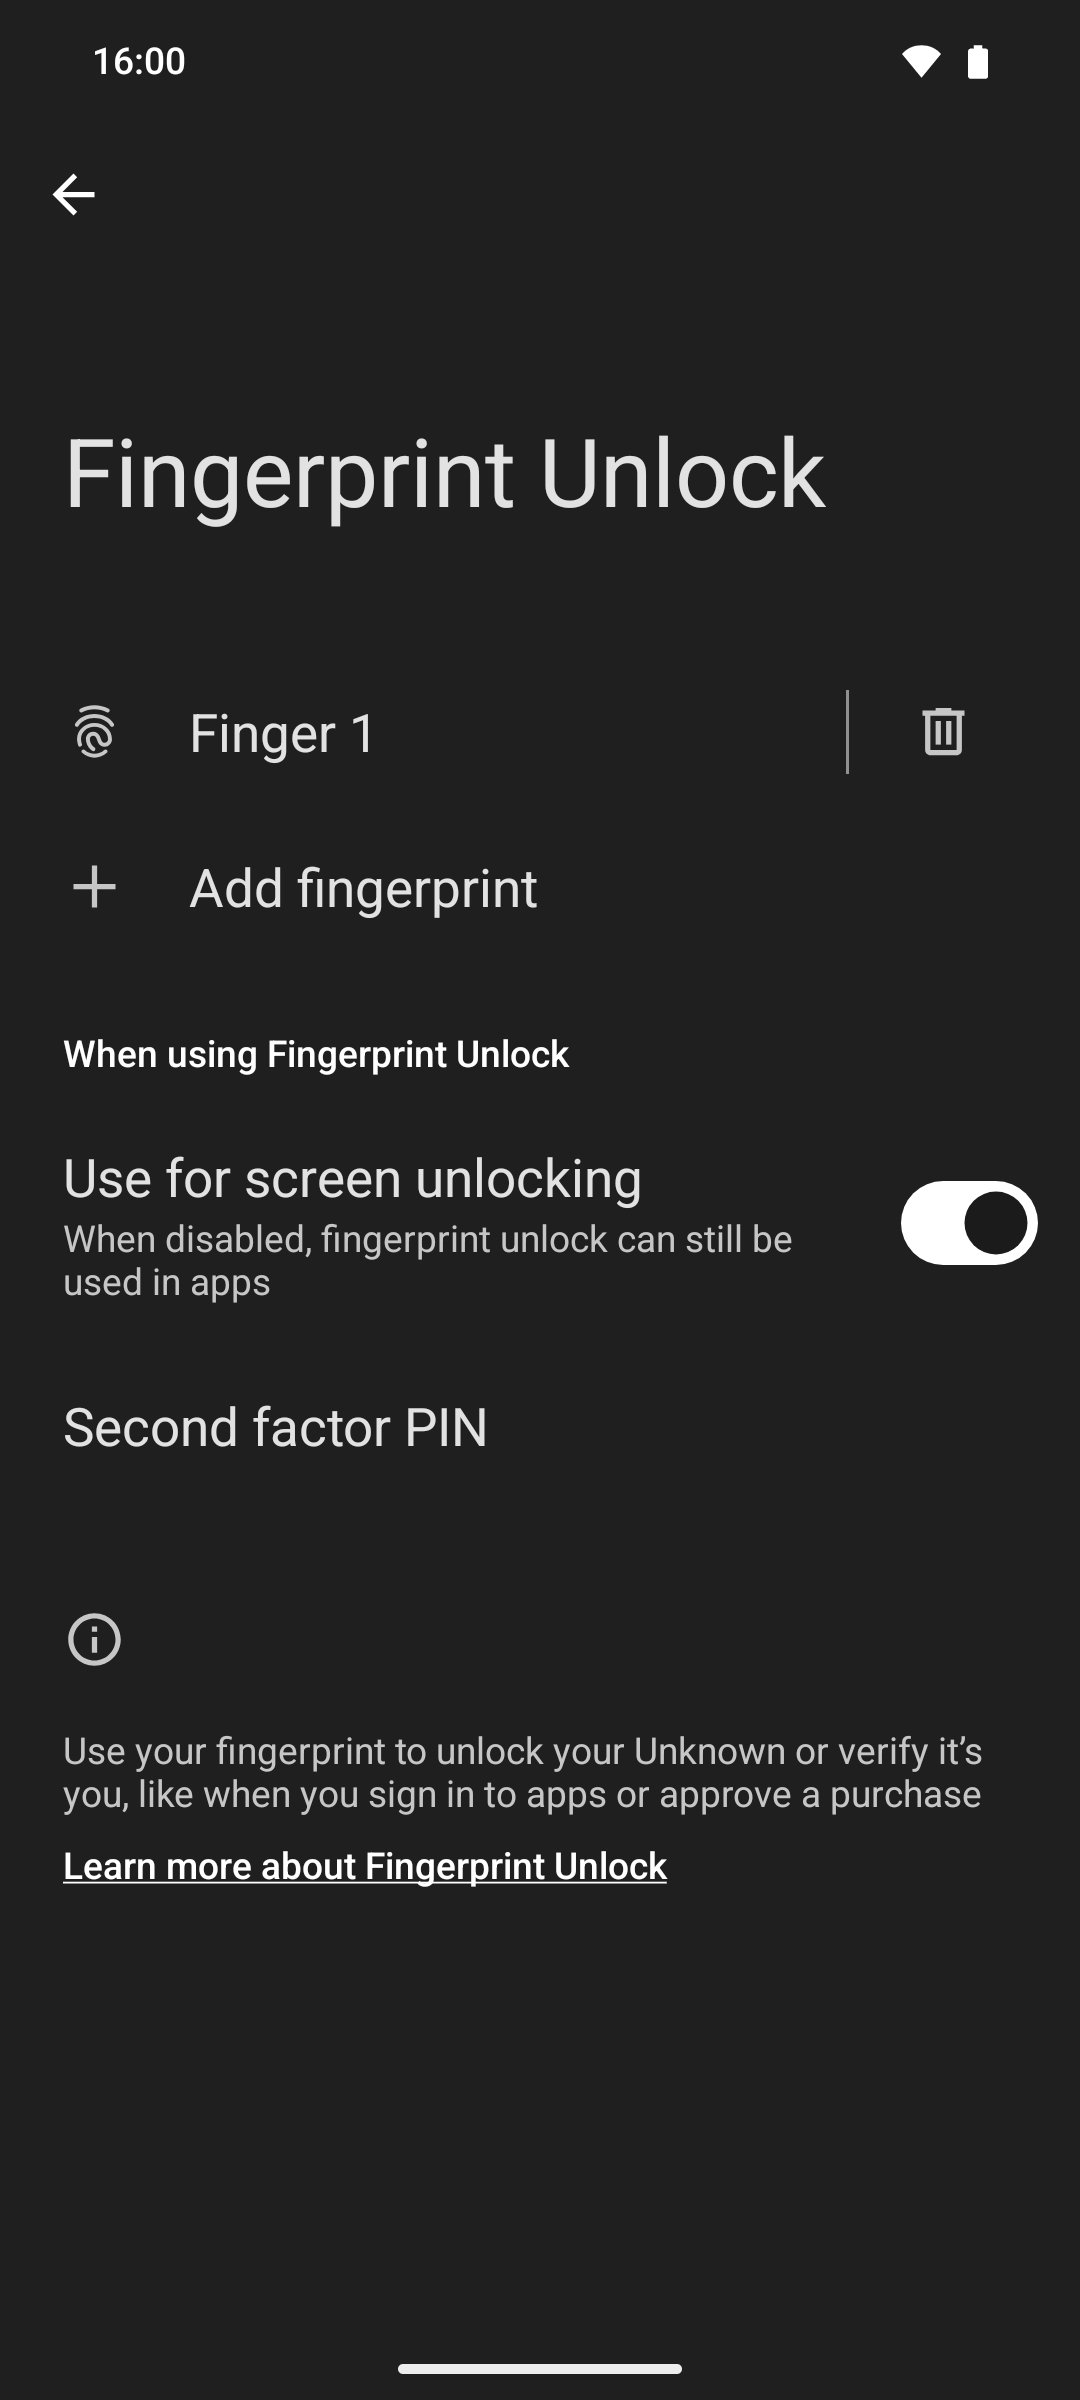 16:00
Fingerprint Unlock
Finger 1
Add fingerprint
When using Fingerprint Unlock
Use for screen unlocking
When disabled, fingerprint unlock can still be
used in apps
Second factor PIN
Use your fingerprint to unlock your Unknown or verify it’s
you, like when you sign in to apps or approve a purchase
Learn more about Fingerprint Unlock